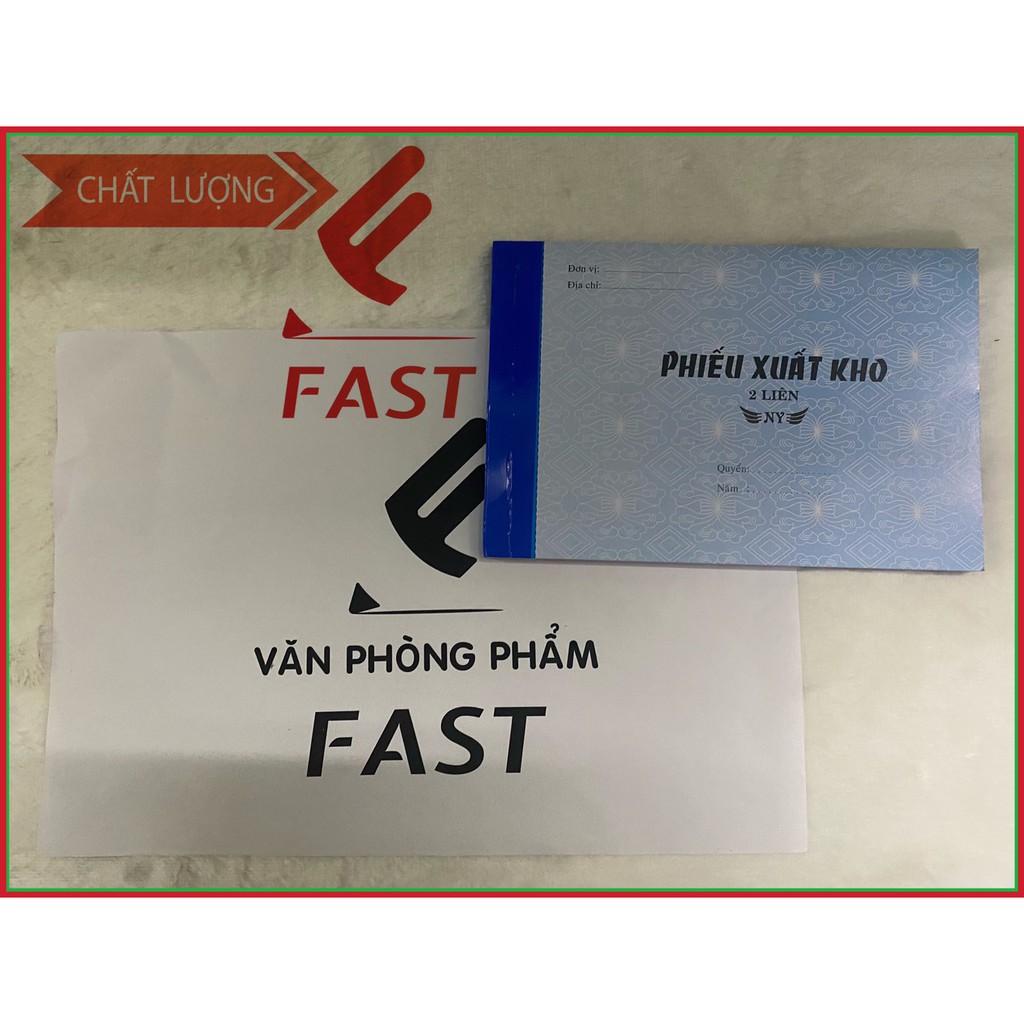 CHẤT LƯỢNG
FAST
Đơn vị:
Địa chỉ:
PHIẾU XUẤT KHO
2 LIÊN
NY
Quyển:
Năm :
VĂN PHÒNG PHẨM
FAST